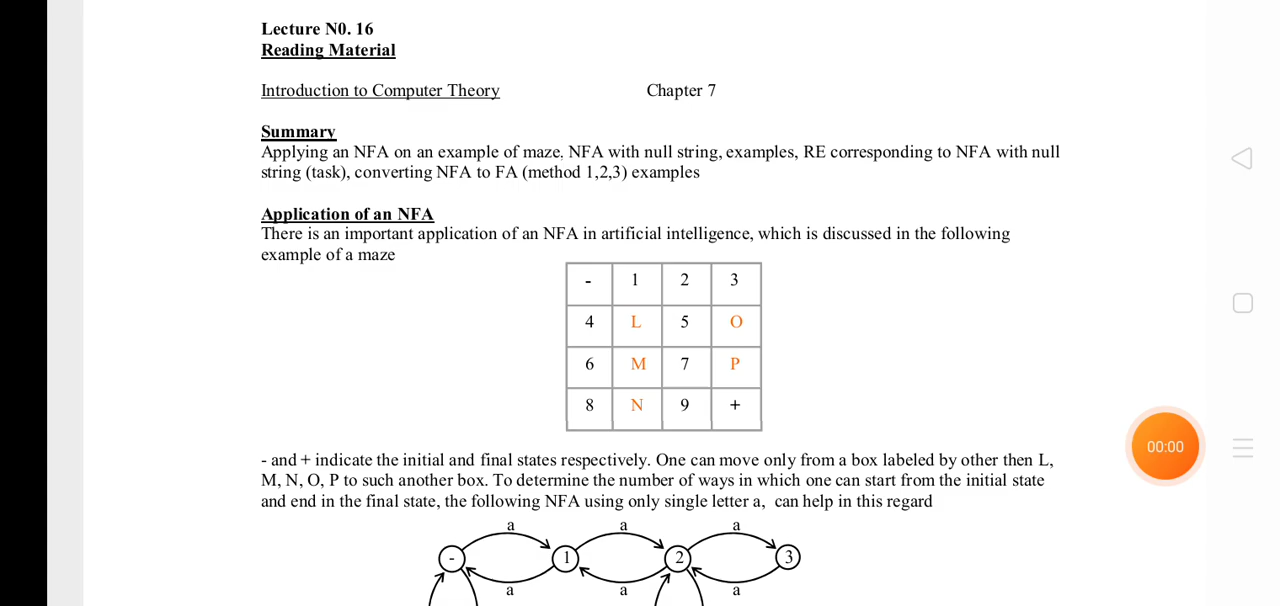 Lecture N0. 16
Reading Material
Introduction to Computer Theory Chapter 7
Summary
Applying an NFA on an example of maze, NFA with null string, examples, RE corresponding to NFA with null
string (task), converting NFA to FA (method 1,2,3) examples
Application of an NFA
There is an important application of an NFA in artificial intelligence, which is discussed in the following
example of a maze
- 1 2 3
4 L 5 O
6 M 7 P
8 N 9 +
- and + indicate the initial and final states respectively. One can move only from a box labeled by other then L,
M, N, O, P to such another box. To determine the number of ways in which one can start from the initial state
and end in the final state, the following NFA using only single letter a, can help in this regard
a a a
- 1 2 3
a a a
00:00